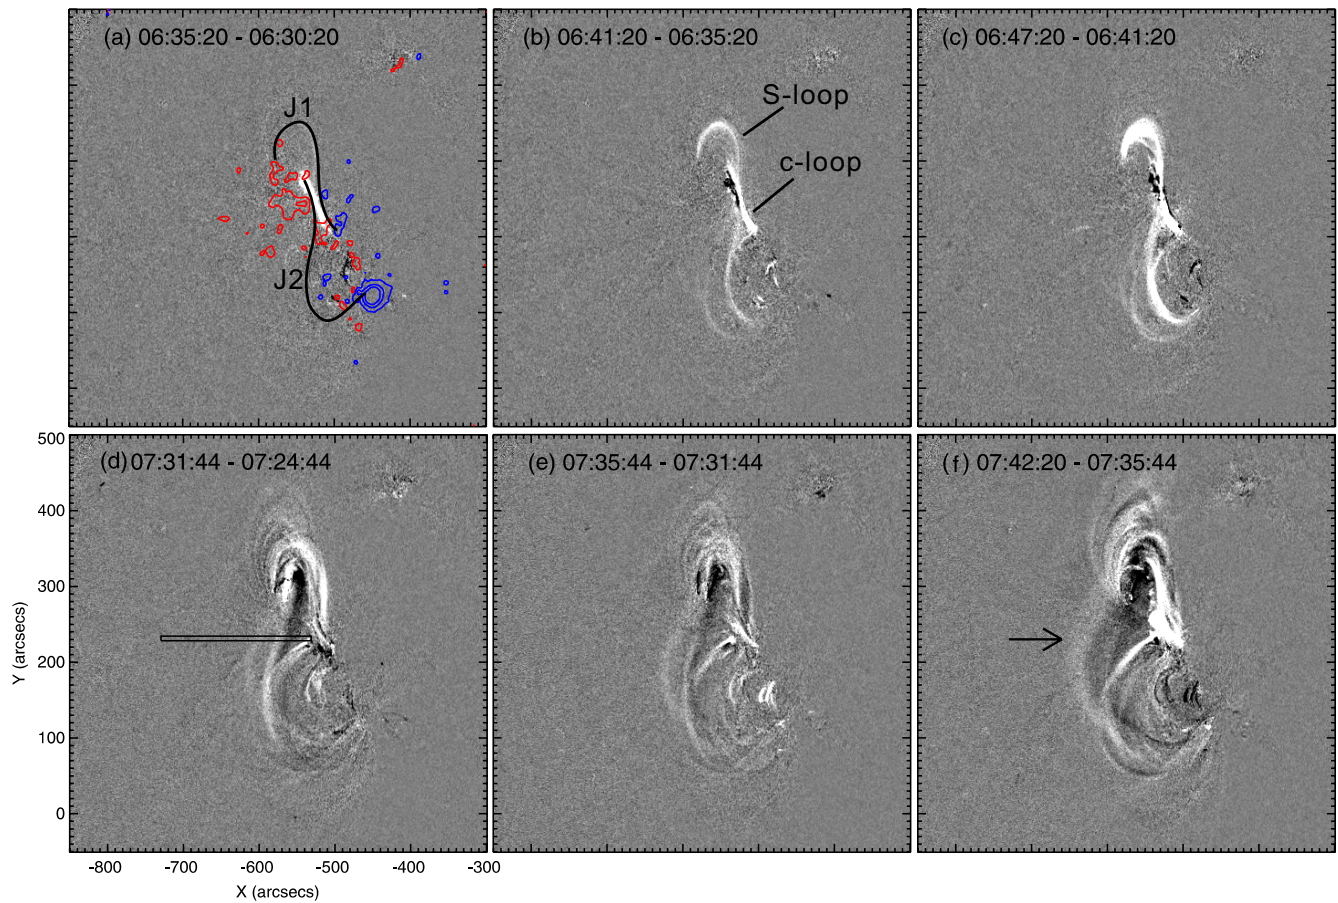 (a) 06:35:20 - 06:30:20
J1
J2
(b) 06:41:20 - 06:35:20
S-loop
c-loop
(c) 06:47:20 - 06:41:20
(d) 07:31:44 - 07:24:44
(e) 07:35:44 - 07:31:44
(f) 07:42:20 - 07:35:44
500
400
300
200
100
0
Y (arcsecs)
-800 -700 -600 -500 -400 -300
X (arcsecs)